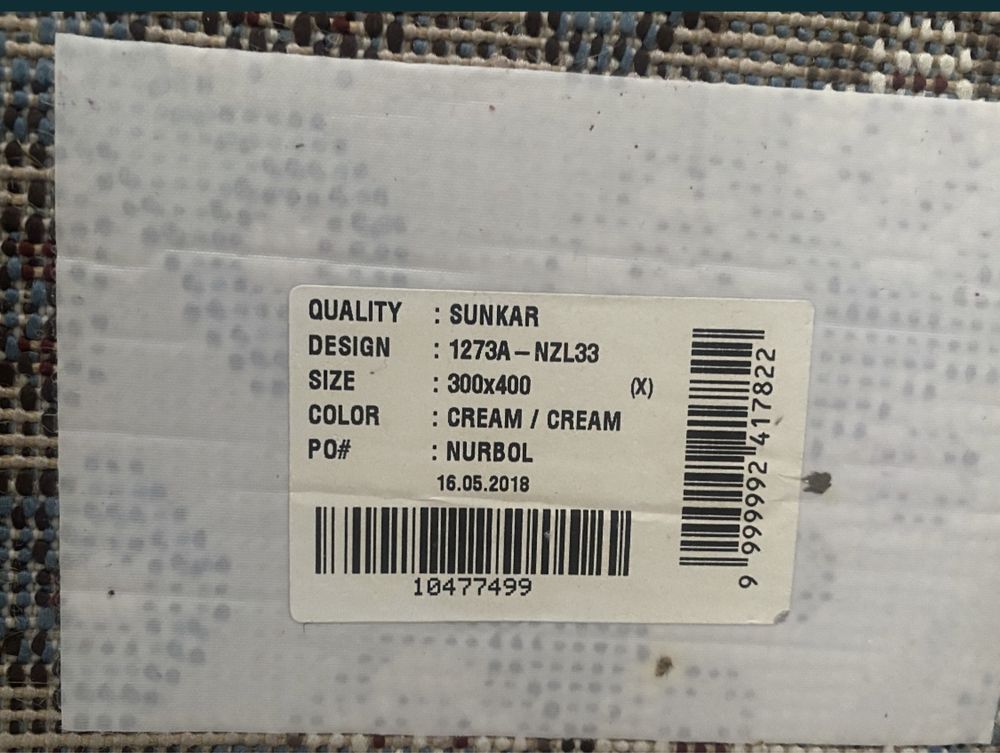 QUALITY : SUNKAR
DESIGN : 1273A-NZL33
SIZE : 300x400 (X)
COLOR : CREAM / CREAM
PO# : NURBOL
16.05.2018
10477499
9 999992 417822